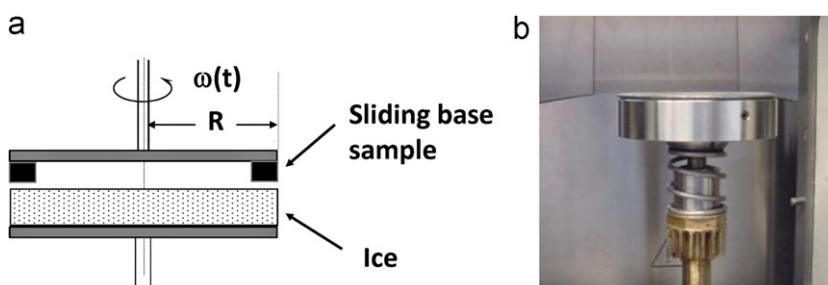 a
ω(t)
R
Sliding base
sample
Ice
b